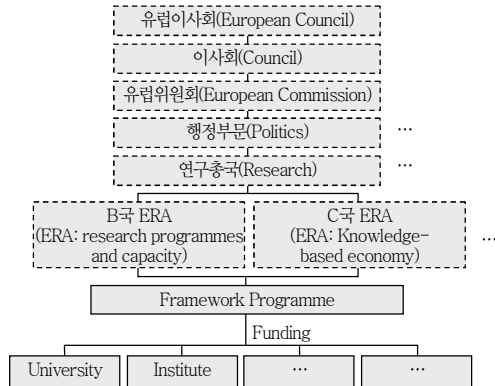 유럽이사회(European Council)
이사회(Council)
유럽위원회(European Commission)
행정부문(Politics)
…
연구총국(Research)
…
B국 ERA
(ERA: research programmes
and capacity)
C국 ERA
(ERA: Knowledge-
based economy)
…
Framework Programme
Funding
University
Institute
…
…